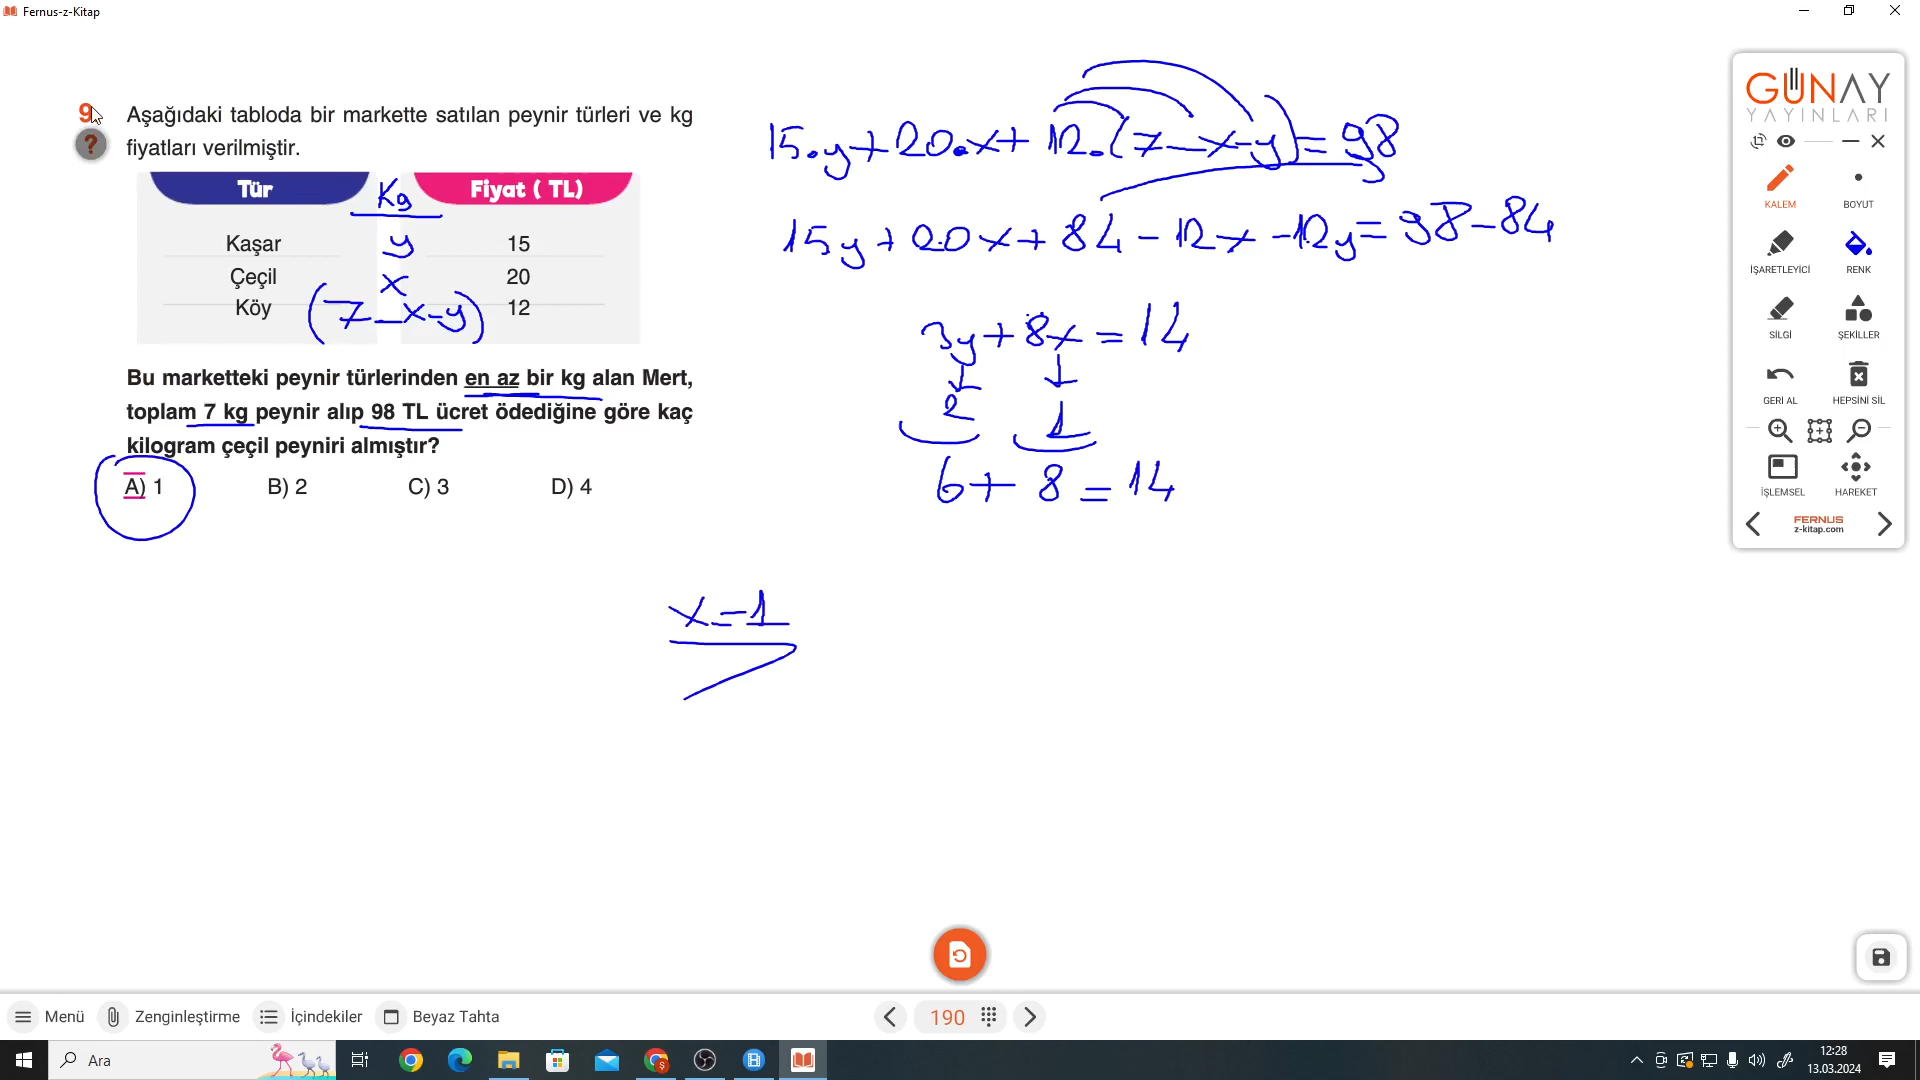 Fernus-z-Kitap
9.
Aşağıdaki tabloda bir markette satılan peynir türleri ve kg
fiyatları verilmiştir.
Tür Kg Fiyat ( TL)
Kaşar y 15
Çeçil x 20
Köy (7-x-y) 12
Bu marketteki peynir türlerinden en az bir kg alan Mert,
toplam 7 kg peynir alıp 98 TL ücret ödediğine göre kaç
kilogram çeçil peyniri almıştır?
A) 1 B) 2 C) 3 D) 4
15.y+20.x+12.(7-x-y)=98
15y+20x+84-12x-12y=98-84
3y+8x=14
2 1
6+8=14
x=1
GÜNAY
YAYINLARI
KALEM BOYUT
İŞARETLEYİCİ RENK
SİLGİ ŞEKİLLER
GERİ AL HEPSİNİ SİL
İŞLEMSEL HAREKET
FERNUS
z-kitap.com
Menü Zenginleştirme İçindekiler Beyaz Tahta 190
Ara
12:28
13.03.2024